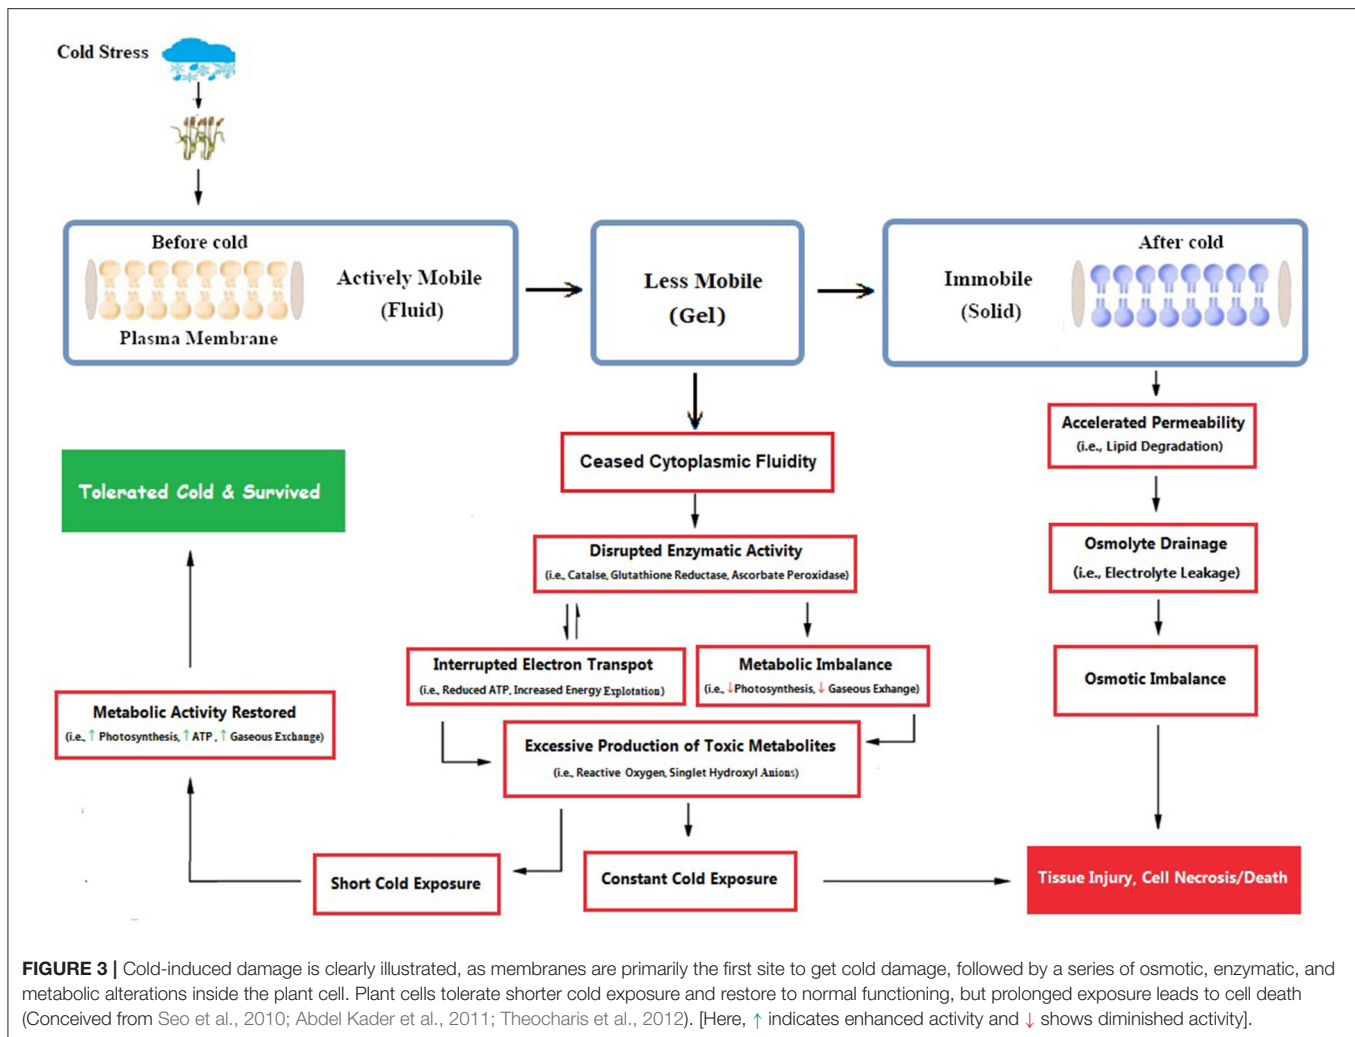 Cold Stress
Before cold
Plasma Membrane
Actively Mobile
(Fluid)
Less Mobile
(Gel)
Immobile
(Solid)
After cold
Accelerated Permeability
(i.e., Lipid Degradation)
Ceased Cytoplasmic Fluidity
Tolerated Cold & Survived
Disrupted Enzymatic Activity
(i.e., Catalse, Glutathione Reductase, Ascorbate Peroxidase)
Osmolyte Drainage
(i.e., Electrolyte Leakage)
Interrupted Electron Transpot
(i.e., Reduced ATP, Increased Energy Explotation)
Metabolic Imbalance
(i.e., ↓Photosynthesis, ↓ Gaseous Exhange)
Osmotic Imbalance
Metabolic Activity Restored
(i.e., ↑ Photosynthesis, ↑ ATP , ↑ Gaseous Exchange)
Excessive Production of Toxic Metabolites
(i.e., Reactive Oxygen, Singlet Hydroxyl Anions)
Short Cold Exposure
Constant Cold Exposure
Tissue Injury, Cell Necrosis/Death
FIGURE 3 | Cold-induced damage is clearly illustrated, as membranes are primarily the first site to get cold damage, followed by a series of osmotic, enzymatic, and
metabolic alterations inside the plant cell. Plant cells tolerate shorter cold exposure and restore to normal functioning, but prolonged exposure leads to cell death
(Conceived from Seo et al., 2010; Abdel Kader et al., 2011; Theocharis et al., 2012). [Here, ↑ indicates enhanced activity and ↓ shows diminished activity].